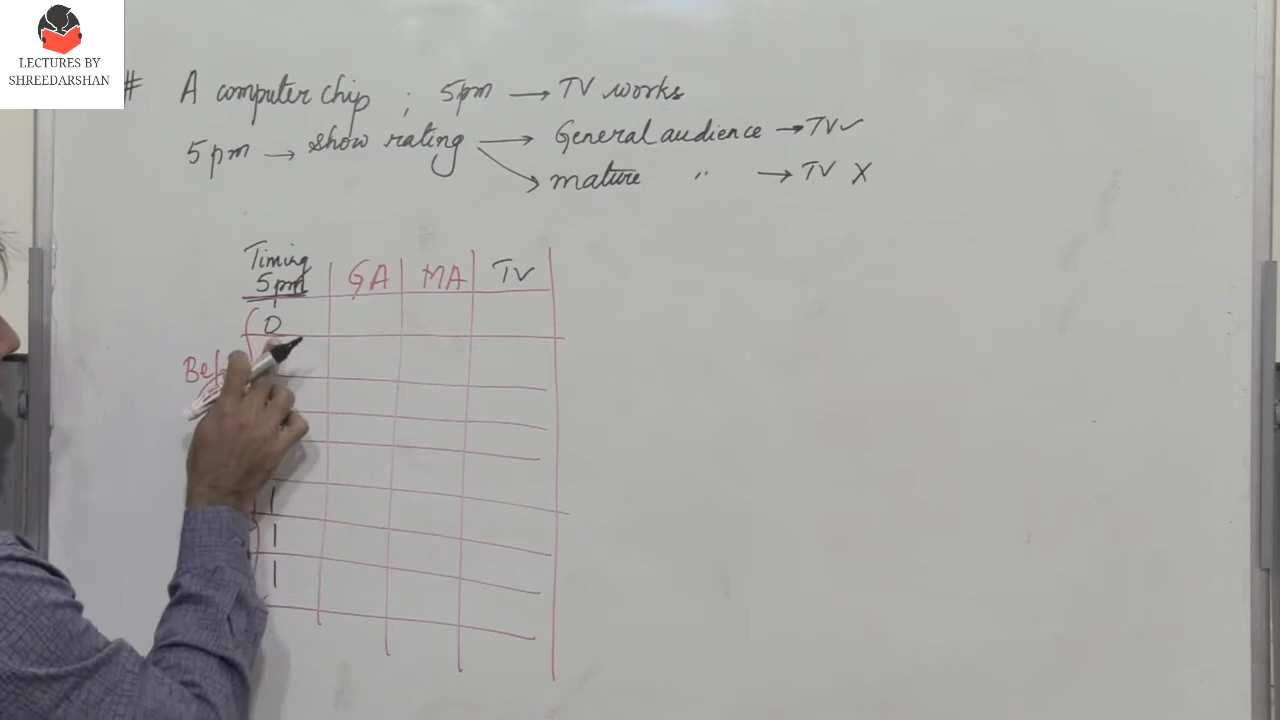 LECTURES BY
SHREEDARSHAN
# A computer chip ; 5pm → TV works
5pm → show rating → General audience → TV ✓
→ mature " → TV X
Timing
5pm GA MA TV
0
1
1
1